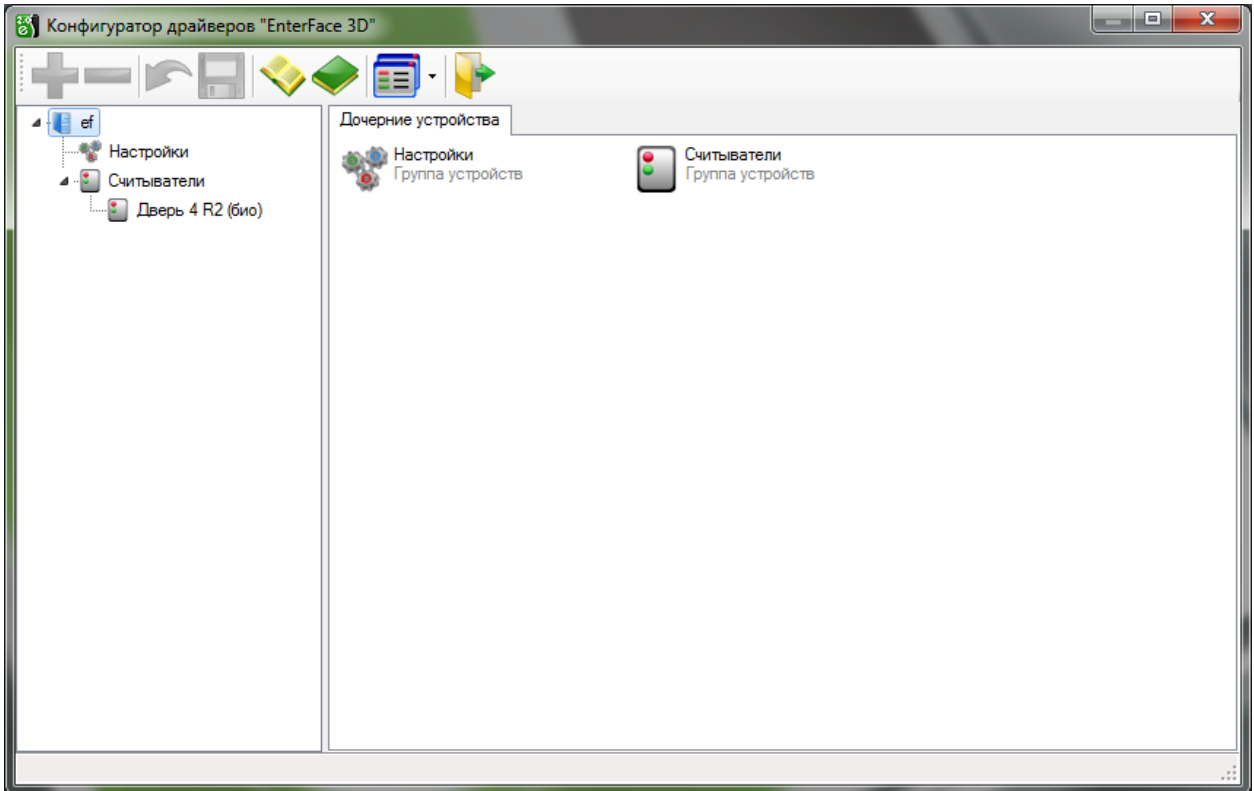 Конфигуратор драйверов "EnterFace 3D"
ef
Настройки
Считыватели
Дверь 4 R2 (био)
Дочерние устройства
Настройки
Группа устройств
Считыватели
Группа устройств